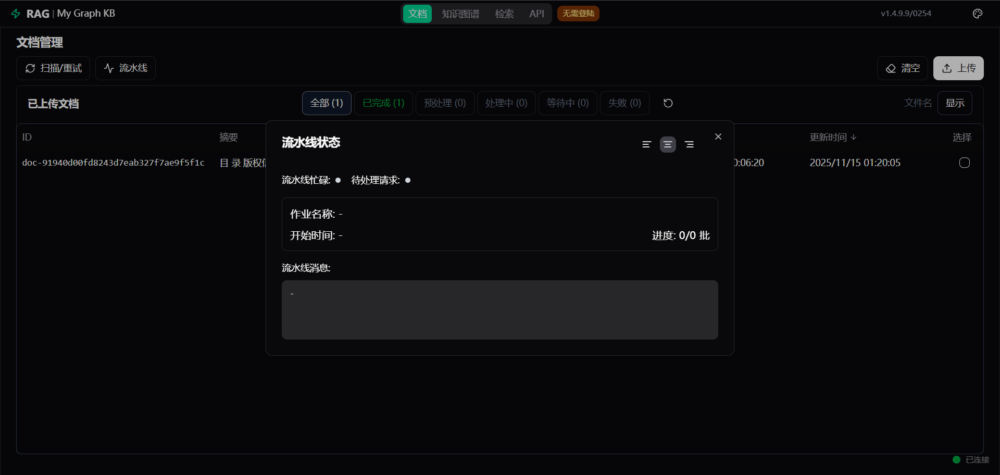 RAG | My Graph KB
文档 知识图谱 检索 API 无需登陆
v1.4.9.9/0254
文档管理
扫描/重试 流水线 清空 上传
已上传文档 全部 (1) 已完成 (1) 预处理 (0) 处理中 (0) 等待中 (0) 失败 (0) 文件名 显示
ID 摘要 更新时间 选择
doc-91940d00fd8243d7eab327f7ae9f5f1c 目 录 版权 0:06:20 2025/11/15 01:20:05
流水线状态
流水线忙碌: 待处理请求:
作业名称: -
开始时间: - 进度: 0/0 批
流水线消息:
-
已连接